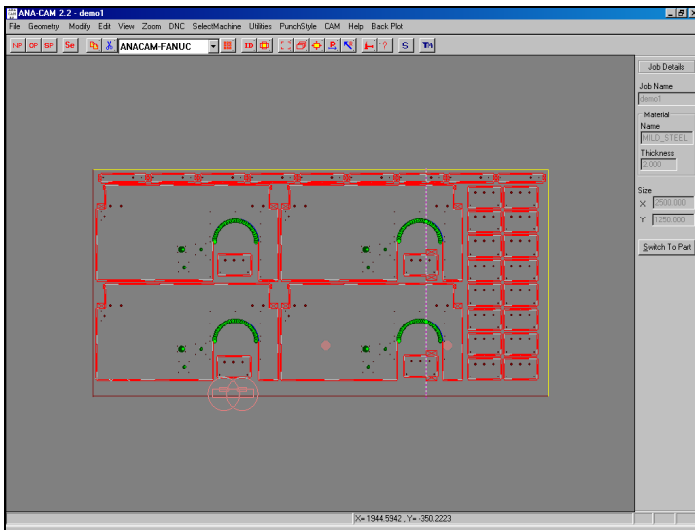 ANA-CAM 2.2 - demo1
File Geometry Modify Edit View Zoom DNC SelectMachine Utilities PunchStyle CAM Help Back Plot
NP OP SP Se ANACAM-FANUC ID ? S TM
Job Details
Job Name
demo1
Material
Name
MILD_STEEL
Thickness
2.000
Size
X 2500.000
Y 1250.000
Switch To Part
X= 1944.5942 , Y= -350.2223